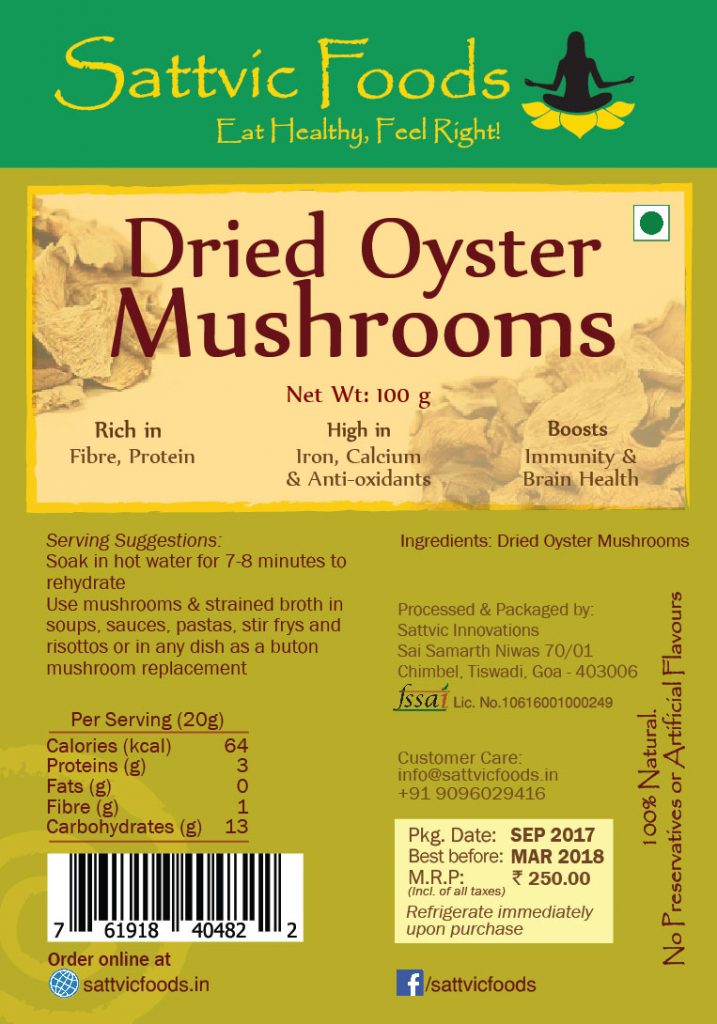 Sattvic Foods
Eat Healthy, Feel Right!
Dried Oyster
Mushrooms
Net Wt: 100 g
Rich in
Fibre, Protein
High in
Iron, Calcium
& Anti-oxidants
Boosts
Immunity &
Brain Health
Serving Suggestions:
Soak in hot water for 7-8 minutes to
rehydrate
Use mushrooms & strained broth in
soups, sauces, pastas, stir frys and
risottos or in any dish as a buton
mushroom replacement
Per Serving (20g)
Calories (kcal) 64
Proteins (g) 3
Fats (g) 0
Fibre (g) 1
Carbohydrates (g) 13
7 61918 40482 2
Order online at
sattvicfoods.in
Ingredients: Dried Oyster Mushrooms
Processed & Packaged by:
Sattvic Innovations
Sai Samarth Niwas 70/01
Chimbel, Tiswadi, Goa - 403006
fssai Lic. No.10616001000249
Customer Care:
info@sattvicfoods.in
+91 9096029416
Pkg. Date: SEP 2017
Best before: MAR 2018
M.R.P: ₹ 250.00
(Incl. of all taxes)
Refrigerate immediately
upon purchase
f/sattvicfoods
100% Natural.
No Preservatives or Artificial Flavours